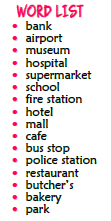 WORD LIST
• bank
• airport
• museum
• hospital
• supermarket
• school
• fire station
• hotel
• mall
• cafe
• bus stop
• police station
• restaurant
• butcher's
• bakery
• park